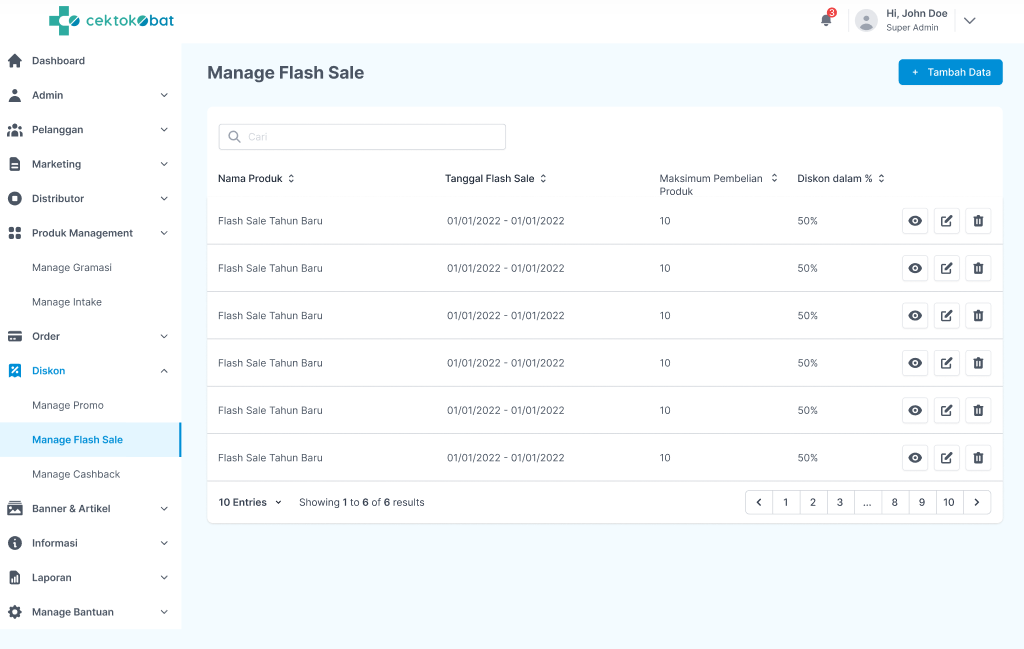 cektokobat
3
Hi, John Doe
Super Admin
Dashboard
Admin
Pelanggan
Marketing
Distributor
Produk Management
Manage Gramasi
Manage Intake
Order
Diskon
Manage Promo
Manage Flash Sale
Manage Cashback
Banner & Artikel
Informasi
Laporan
Manage Bantuan
Manage Flash Sale
+ Tambah Data
Cari
Nama Produk Tanggal Flash Sale Maksimum Pembelian Produk Diskon dalam %
Flash Sale Tahun Baru 01/01/2022 - 01/01/2022 10 50%
Flash Sale Tahun Baru 01/01/2022 - 01/01/2022 10 50%
Flash Sale Tahun Baru 01/01/2022 - 01/01/2022 10 50%
Flash Sale Tahun Baru 01/01/2022 - 01/01/2022 10 50%
Flash Sale Tahun Baru 01/01/2022 - 01/01/2022 10 50%
Flash Sale Tahun Baru 01/01/2022 - 01/01/2022 10 50%
10 Entries Showing 1 to 6 of 6 results 1 2 3 ... 8 9 10